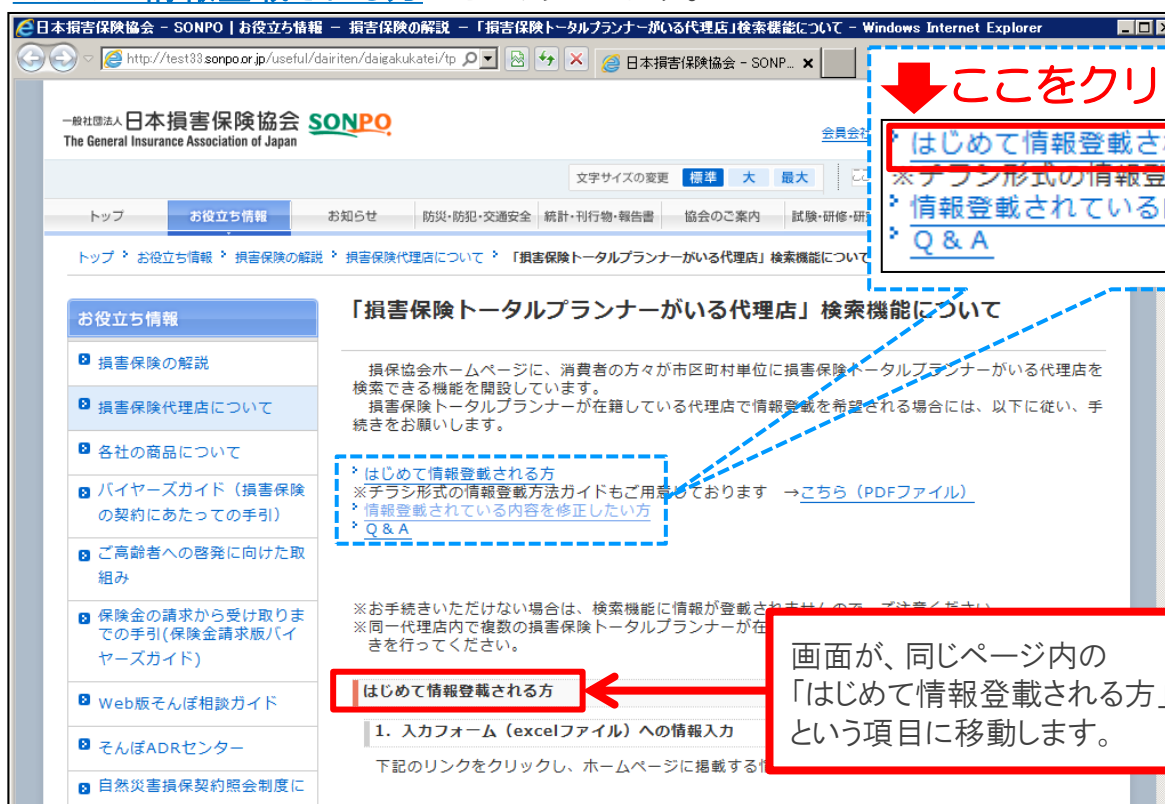 日本損害保険協会 － SONPO | お役立ち情報 － 損害保険の解説 － 「損害保険トータルプランナーがいる代理店」検索機能について － Windows Internet Explorer
http://test33.sonpo.or.jp/useful/dairiten/daigakukatei/tp
日本損害保険協会 – SONP...
ここをクリ
一般社団法人 日本損害保険協会 SONPO
The General Insurance Association of Japan
会員会社
はじめて情報登載さ
※チラシ形式の情報登
情報登載されている
Q & A
文字サイズの変更 標準 大 最大
トップ お役立ち情報 お知らせ 防災・防犯・交通安全 統計・刊行物・報告書 協会のご案内 試験・研修・研
トップ お役立ち情報 損害保険の解説 損害保険代理店について 「損害保険トータルプランナーがいる代理店」検索機能について
お役立ち情報
損害保険の解説
損害保険代理店について
各社の商品について
バイヤーズガイド（損害保険
の契約にあたっての手引）
ご高齢者への啓発に向けた取
組み
保険金の請求から受け取りま
での手引(保険金請求版バイ
ヤーズガイド)
Web版そんぽ相談ガイド
そんぽADRセンター
自然災害損保契約照会制度に
「損害保険トータルプランナーがいる代理店」検索機能について
損保協会ホームページに、消費者の方々が市区町村単位に損害保険トータルプランナーがいる代理店を
検索できる機能を開設しています。
損害保険トータルプランナーが在籍している代理店で情報登載を希望される場合には、以下に従い、手
続きをお願いします。
はじめて情報登載される方
※チラシ形式の情報登載方法ガイドもご用意しております →こちら（PDFファイル）
情報登載されている内容を修正したい方
Q & A
※お手続きいただけない場合は、検索機能に情報が登載されませんので、ご注意ください
※同一代理店内で複数の損害保険トータルプランナーが在
きを行ってください。
はじめて情報登載される方
1. 入力フォーム（excelファイル）への情報入力
下記のリンクをクリックし、ホームページに掲載する
画面が、同じページ内の
「はじめて情報登載される方」
という項目に移動します。